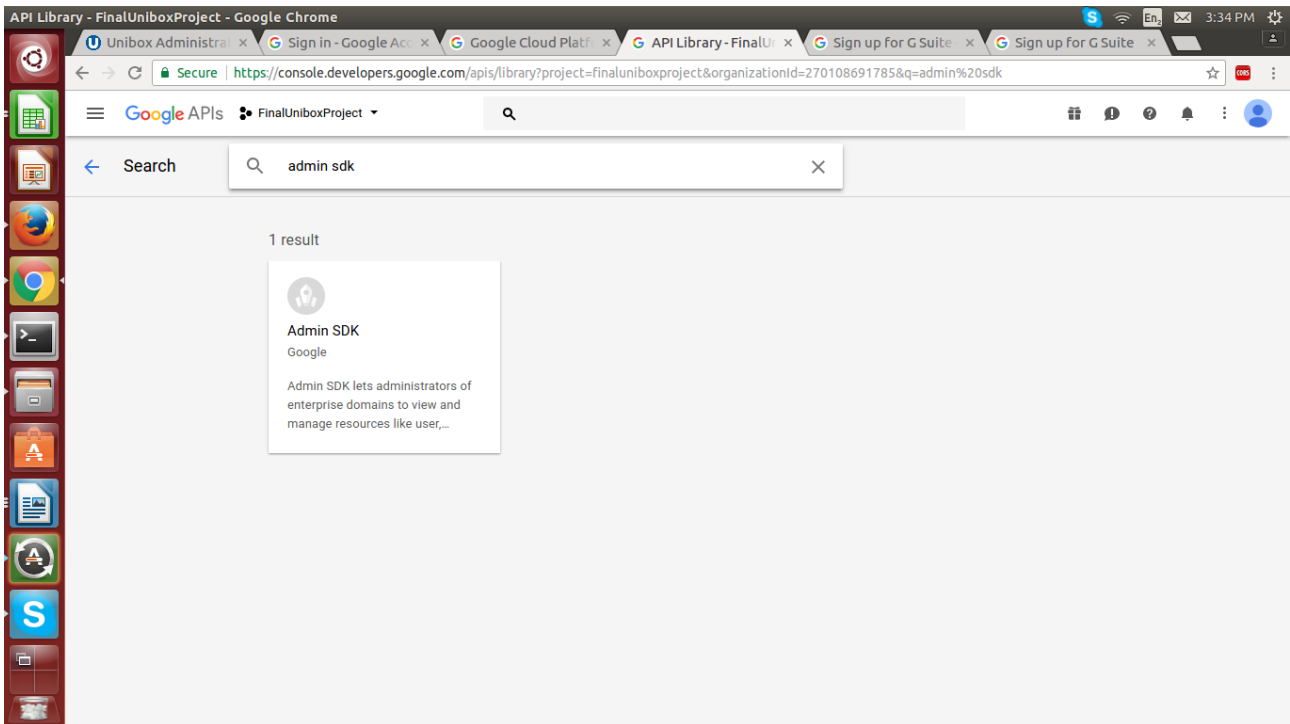 API Library - FinalUniboxProject - Google Chrome
S En2 3:34 PM
U Unibox Administra × G Sign in - Google Acc × G Google Cloud Platf × G API Library - FinalU × G Sign up for G Suite × G Sign up for G Suite ×
Secure | https://console.developers.google.com/apis/library?project=finaluniboxproject&organizationId=270108691785&q=admin%20sdk CORS
Google APIs FinalUniboxProject
Search admin sdk
1 result
Admin SDK
Google
Admin SDK lets administrators of
enterprise domains to view and
manage resources like user,…